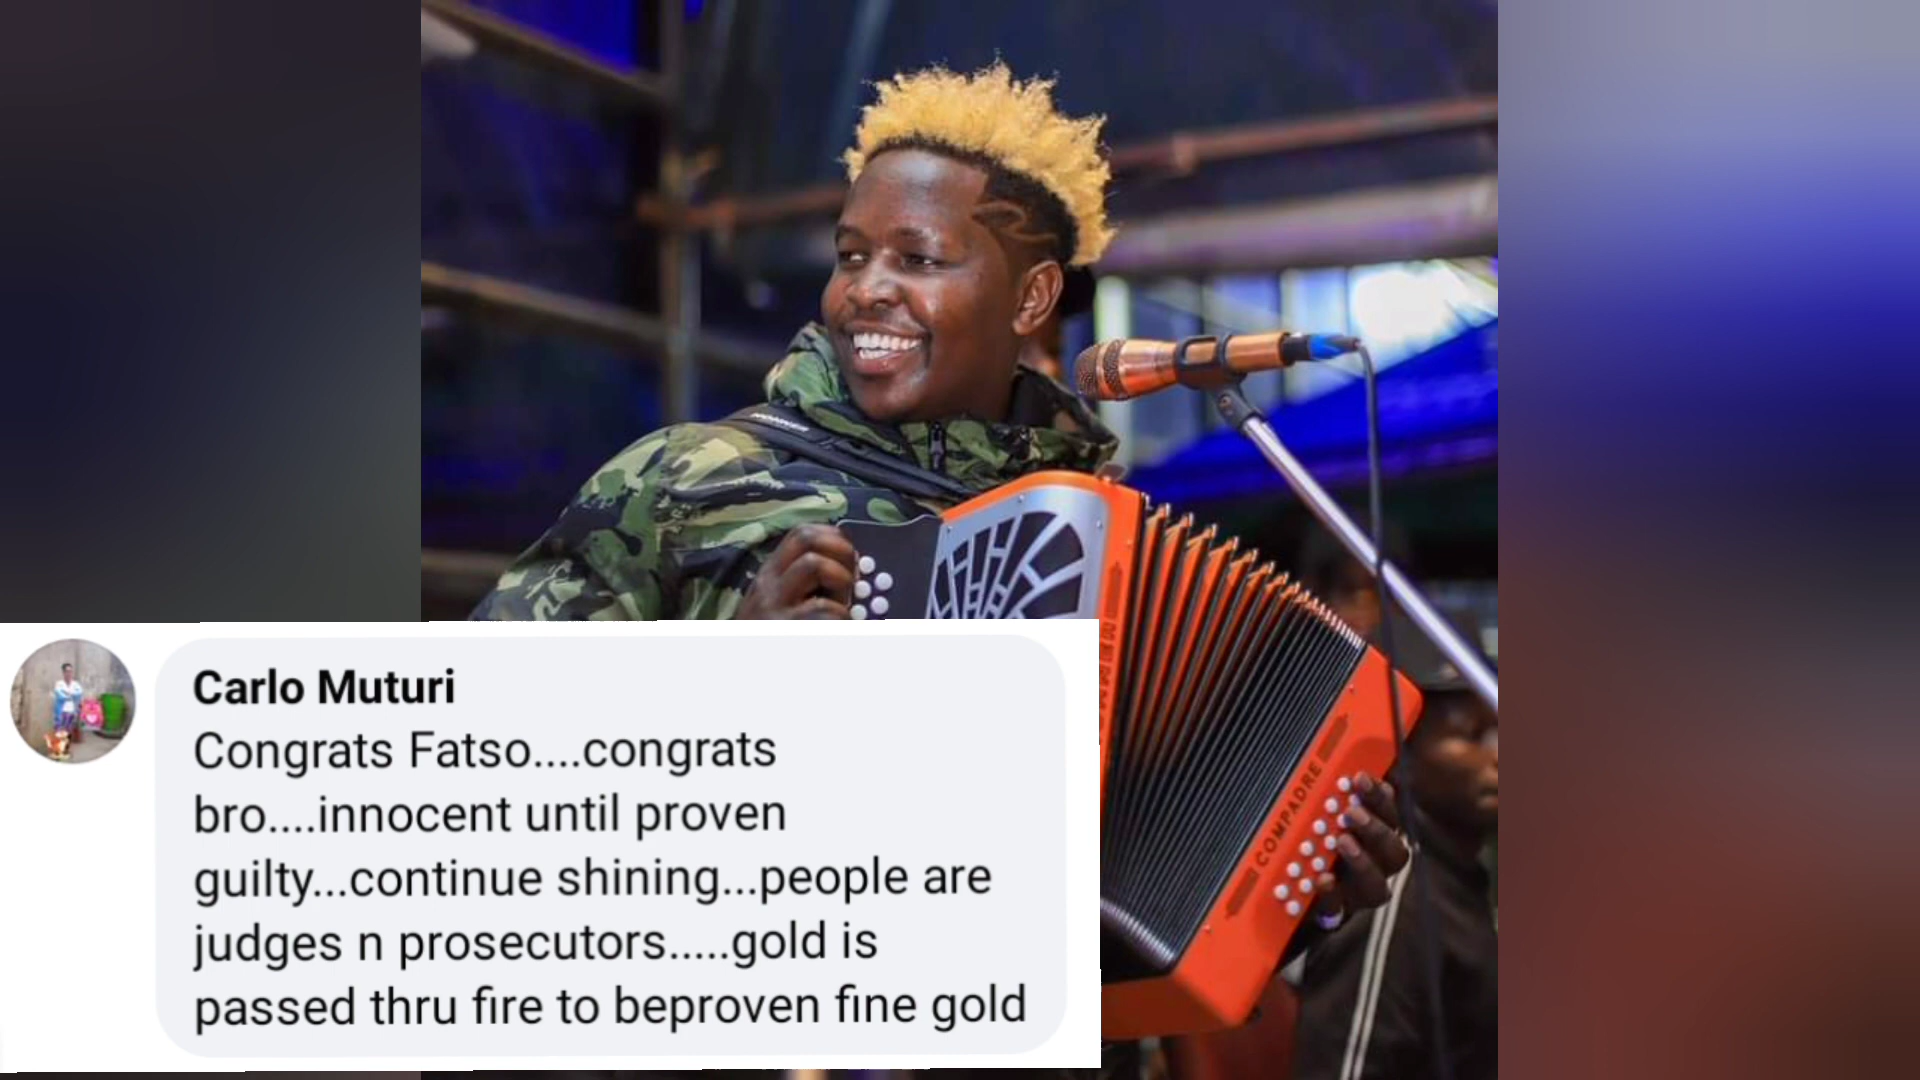 HOHNER
Carlo Muturi
Congrats Fatso....congrats
bro....innocent until proven
guilty...continue shining...people are
judges n prosecutors.....gold is
passed thru fire to beproven fine gold
COMPADRE